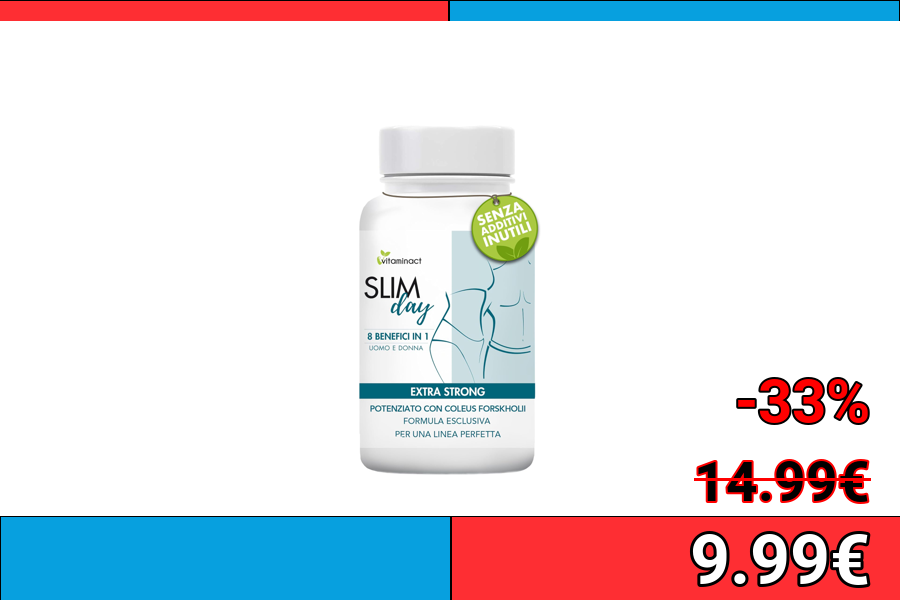 SENZA
ADDITIVI
INUTILI
vitaminact
SLIM
day
8 BENEFICI IN 1
UOMO E DONNA
EXTRA STRONG
POTENZIATO CON COLEUS FORSKHOLII
FORMULA ESCLUSIVA
PER UNA LINEA PERFETTA
-33%
14.99€
9.99€